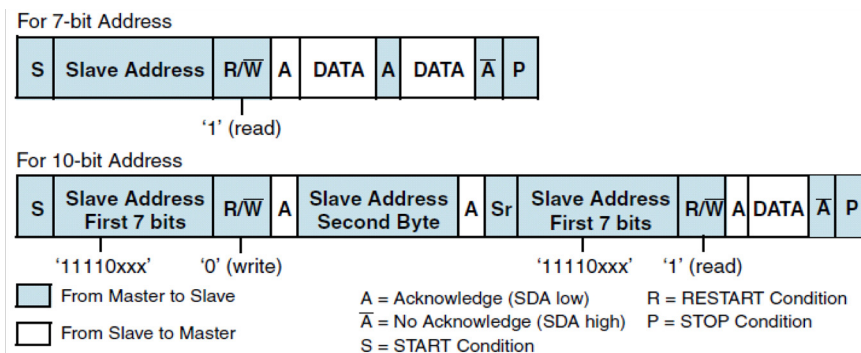 For 7-bit Address
S Slave Address R/W̅ A DATA A DATA A̅ P
'1' (read)
For 10-bit Address
S Slave Address First 7 bits R/W̅ A Slave Address Second Byte A Sr Slave Address First 7 bits R/W̅ A DATA A̅ P
'11110xxx' '0' (write) '11110xxx' '1' (read)
From Master to Slave
From Slave to Master
A = Acknowledge (SDA low)
A̅ = No Acknowledge (SDA high)
S = START Condition
R = RESTART Condition
P = STOP Condition